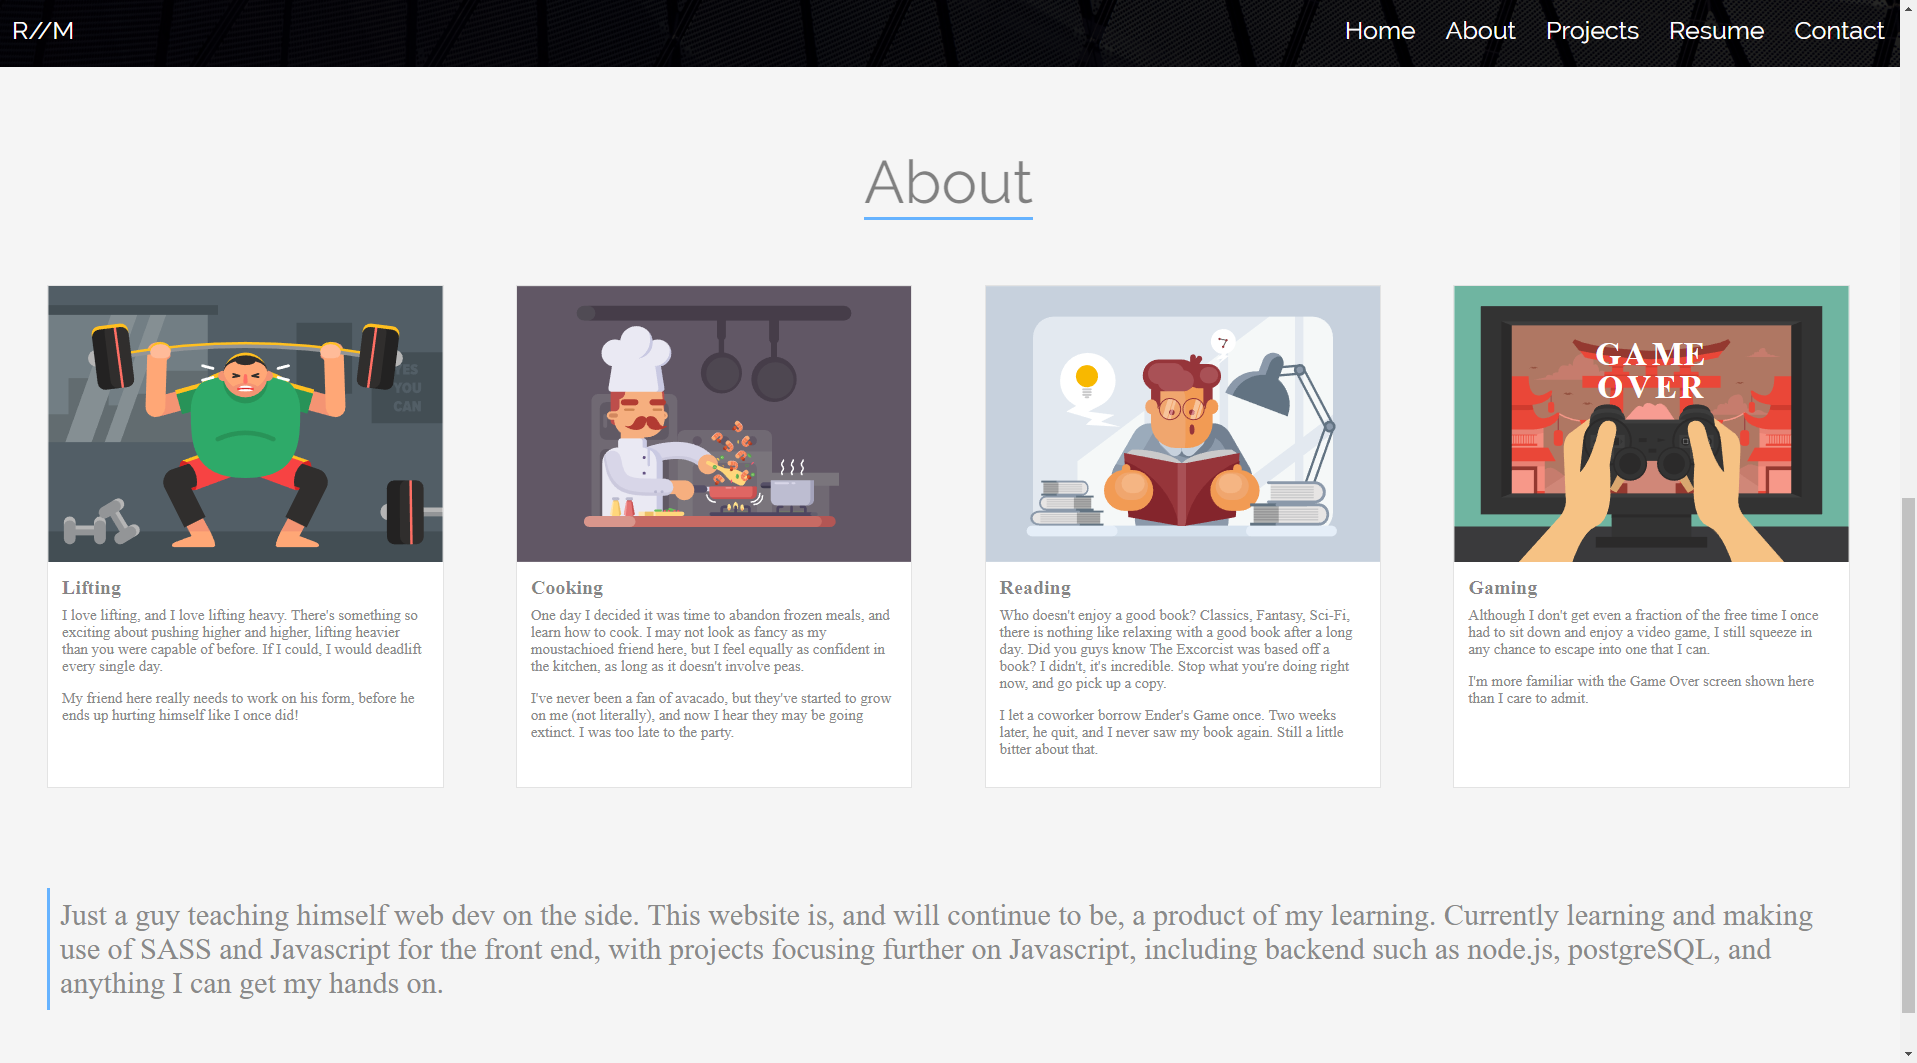 R//M
Home About Projects Resume Contact
About
YES
YOU
CAN
GAME
OVER
Lifting
I love lifting, and I love lifting heavy. There's something so
exciting about pushing higher and higher, lifting heavier
than you were capable of before. If I could, I would deadlift
every single day.
My friend here really needs to work on his form, before he
ends up hurting himself like I once did!
Cooking
One day I decided it was time to abandon frozen meals, and
learn how to cook. I may not look as fancy as my
moustachioed friend here, but I feel equally as confident in
the kitchen, as long as it doesn't involve peas.
I've never been a fan of avacado, but they've started to grow
on me (not literally), and now I hear they may be going
extinct. I was too late to the party.
Reading
Who doesn't enjoy a good book? Classics, Fantasy, Sci-Fi,
there is nothing like relaxing with a good book after a long
day. Did you guys know The Excorcist was based off a
book? I didn't, it's incredible. Stop what you're doing right
now, and go pick up a copy.
I let a coworker borrow Ender's Game once. Two weeks
later, he quit, and I never saw my book again. Still a little
bitter about that.
Gaming
Although I don't get even a fraction of the free time I once
had to sit down and enjoy a video game, I still squeeze in
any chance to escape into one that I can.
I'm more familiar with the Game Over screen shown here
than I care to admit.
Just a guy teaching himself web dev on the side. This website is, and will continue to be, a product of my learning. Currently learning and making
use of SASS and Javascript for the front end, with projects focusing further on Javascript, including backend such as node.js, postgreSQL, and
anything I can get my hands on.